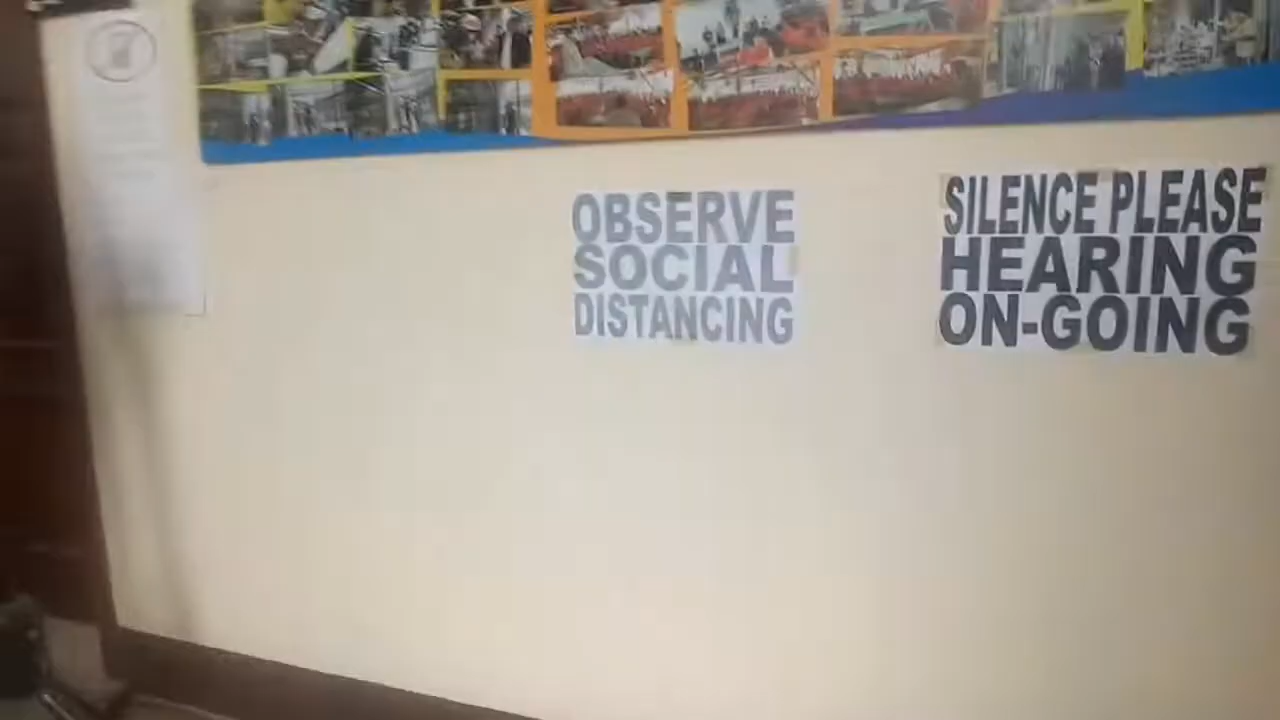 OBSERVE
SOCIAL
DISTANCING
SILENCE PLEASE
HEARING
ON-GOING